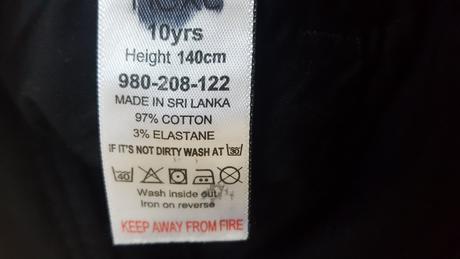 10yrs
Height 140cm
980-208-122
MADE IN SRI LANKA
97% COTTON
3% ELASTANE
IF IT'S NOT DIRTY WASH AT 30
40
Wash inside out
Iron on reverse
KEEP AWAY FROM FIRE